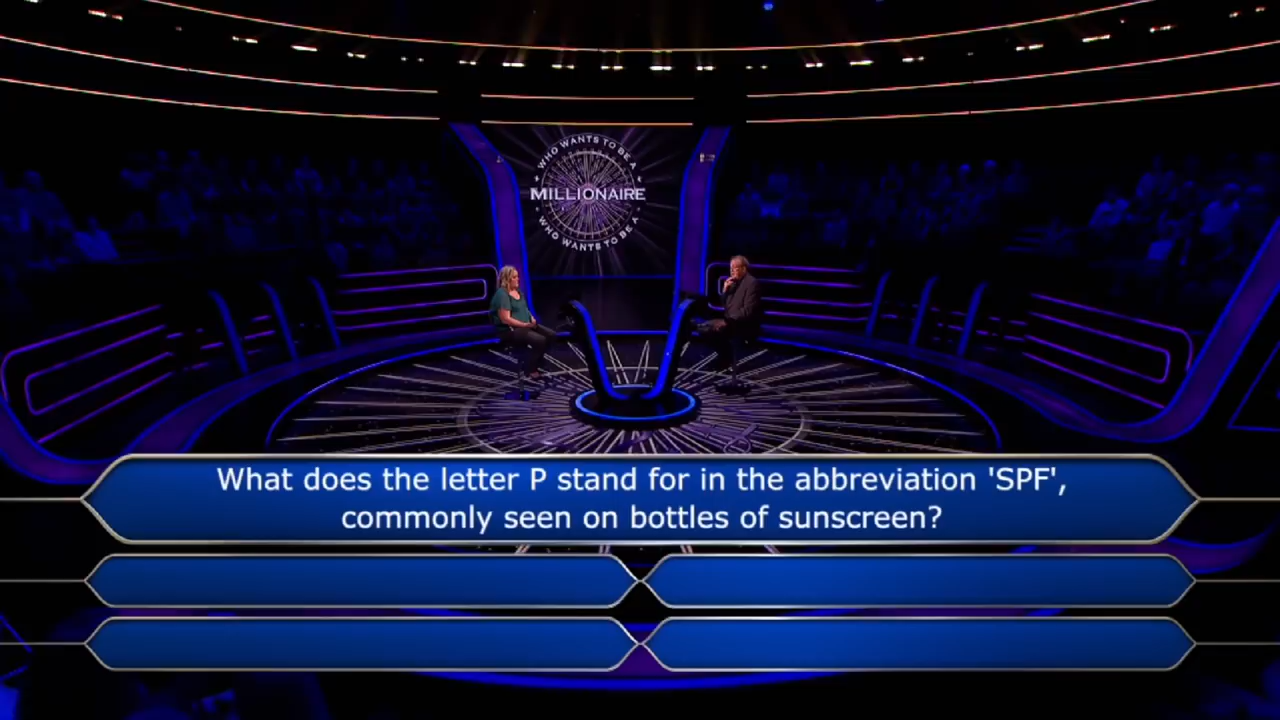 WHO WANTS TO BE A
MILLIONAIRE
WHO WANTS TO BE A
What does the letter P stand for in the abbreviation 'SPF',
commonly seen on bottles of sunscreen?